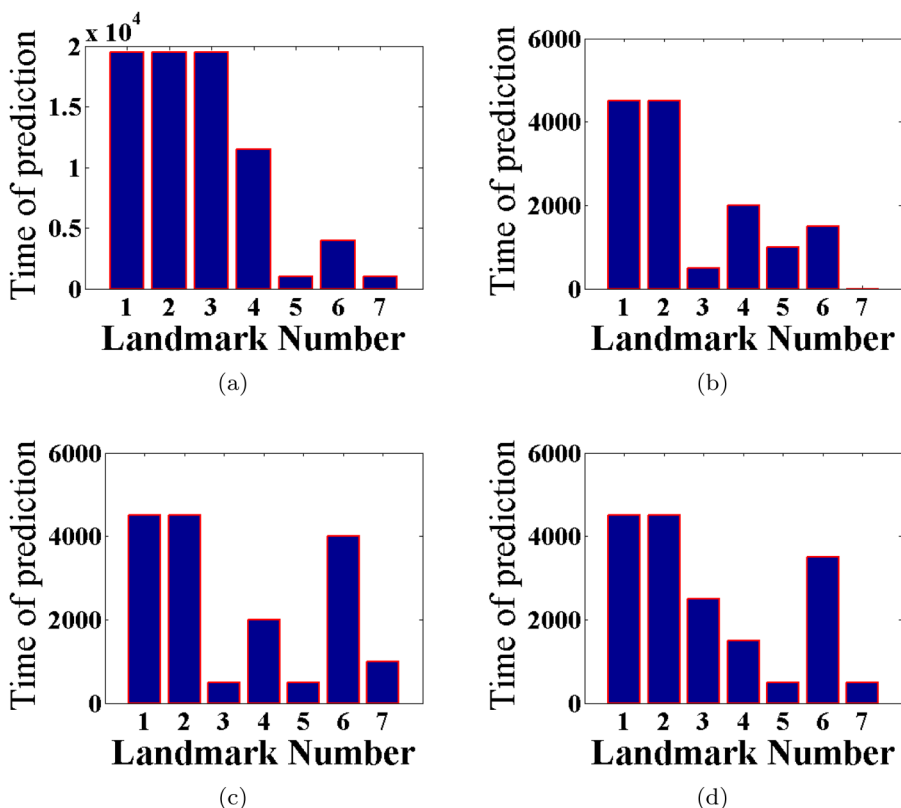 x 10^4
2
1.5
1
0.5
0
Time of prediction
1 2 3 4 5 6 7
Landmark Number
(a)
6000
4000
2000
0
Time of prediction
1 2 3 4 5 6 7
Landmark Number
(b)
6000
4000
2000
0
Time of prediction
1 2 3 4 5 6 7
Landmark Number
(c)
6000
4000
2000
0
Time of prediction
1 2 3 4 5 6 7
Landmark Number
(d)